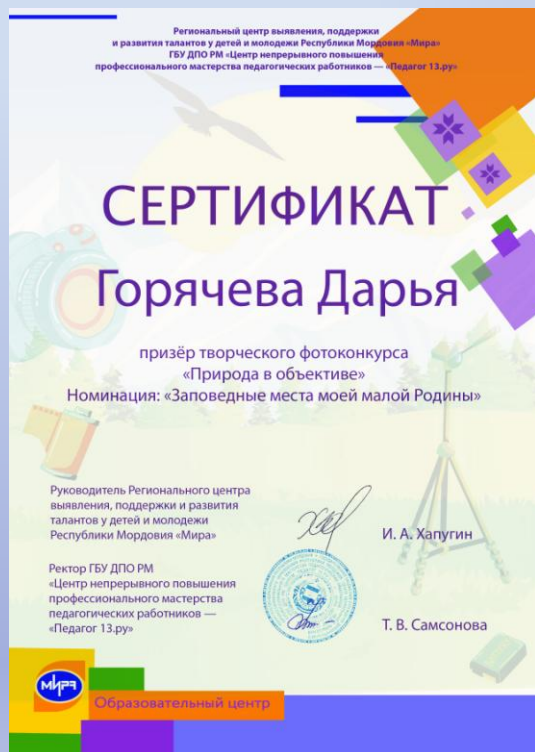 Региональный центр выявления, поддержки
и развития талантов у детей и молодежи Республики Мордовия «Мира»
ГБУ ДПО РМ «Центр непрерывного повышения
профессионального мастерства педагогических работников — «Педагог 13.ру»
СЕРТИФИКАТ
Горячева Дарья
призёр творческого фотоконкурса
«Природа в объективе»
Номинация: «Заповедные места моей малой Родины»
Руководитель Регионального центра
выявления, поддержки и развития
талантов у детей и молодежи
Республики Мордовия «Мира»
И. А. Хапугин
Ректор ГБУ ДПО РМ
«Центр непрерывного повышения
профессионального мастерства
педагогических работников —
«Педагог 13.ру»
Т. В. Самсонова
МИРА
Образовательный центр